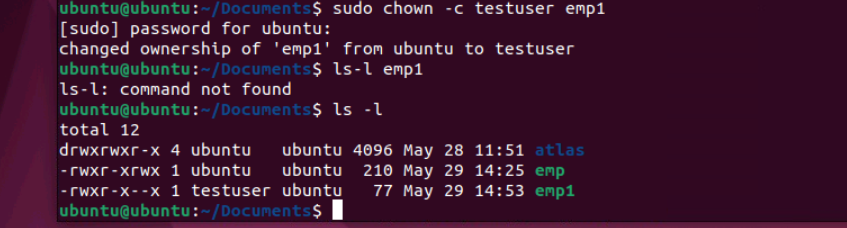 ubuntu@ubuntu:~/Documents$ sudo chown -c testuser emp1
[sudo] password for ubuntu:
changed ownership of 'emp1' from ubuntu to testuser
ubuntu@ubuntu:~/Documents$ ls-l emp1
ls-l: command not found
ubuntu@ubuntu:~/Documents$ ls -l
total 12
drwxrwxr-x 4 ubuntu   ubuntu 4096 May 28 11:51 atlas
-rwxr-xrwx 1 ubuntu   ubuntu  210 May 29 14:25 emp
-rwxr-x--x 1 testuser ubuntu   77 May 29 14:53 emp1
ubuntu@ubuntu:~/Documents$